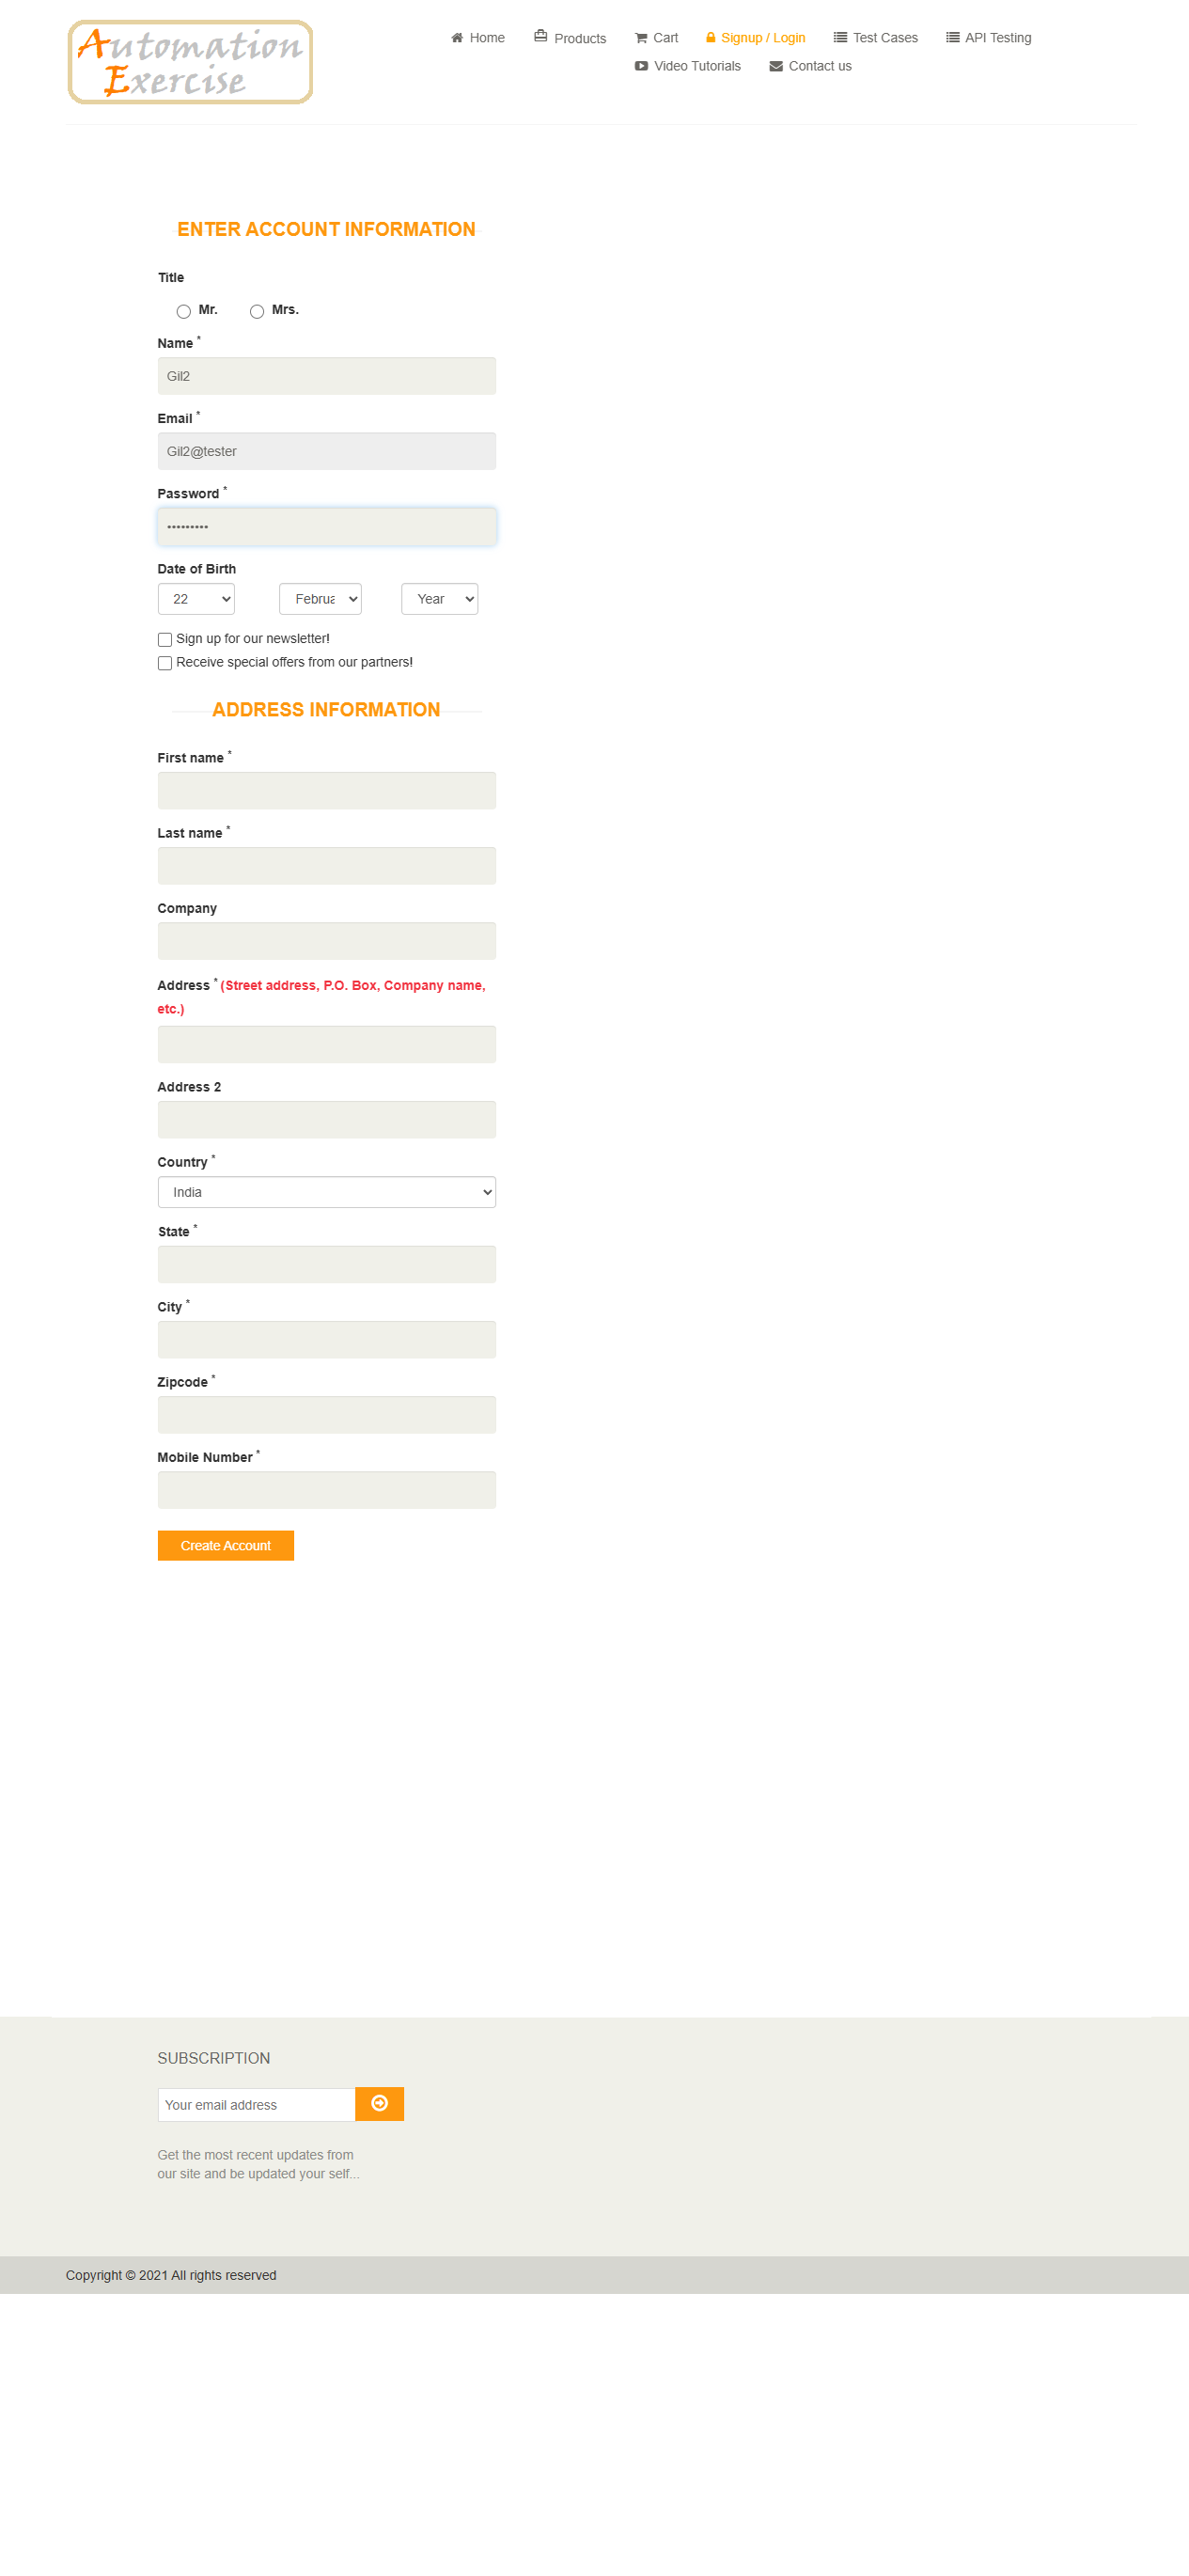 Automation
Exercise
Home
Products
Cart
Signup / Login
Test Cases
API Testing
Video Tutorials
Contact us
ENTER ACCOUNT INFORMATION
Title
Mr.
Mrs.
Name *
Gil2
Email *
Gil2@tester
Password *
•••••••••
Date of Birth
22
Februa
Year
Sign up for our newsletter!
Receive special offers from our partners!
ADDRESS INFORMATION
First name *
Last name *
Company
Address * (Street address, P.O. Box, Company name,
etc.)
Address 2
Country *
India
State *
City *
Zipcode *
Mobile Number *
Create Account
SUBSCRIPTION
Your email address
Get the most recent updates from
our site and be updated your self...
Copyright © 2021 All rights reserved